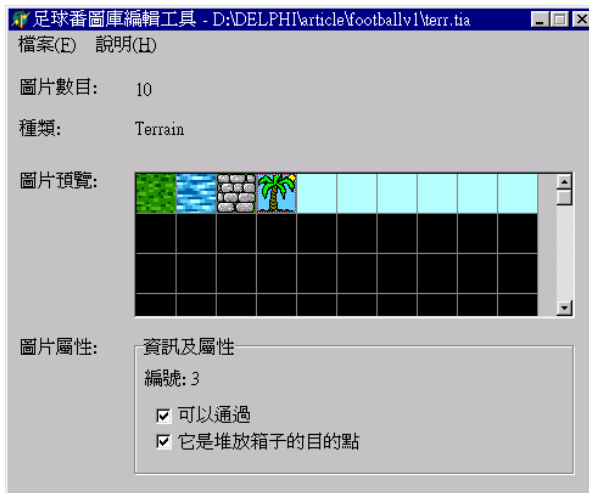 足球番圖庫編輯工具 - D:\DELPHI\article\footballv1\terr.tia
檔案(F) 說明(H)
圖片數目: 10
種類: Terrain
圖片預覽:
圖片屬性:
資訊及屬性
編號: 3
可以通過
它是堆放箱子的目的點